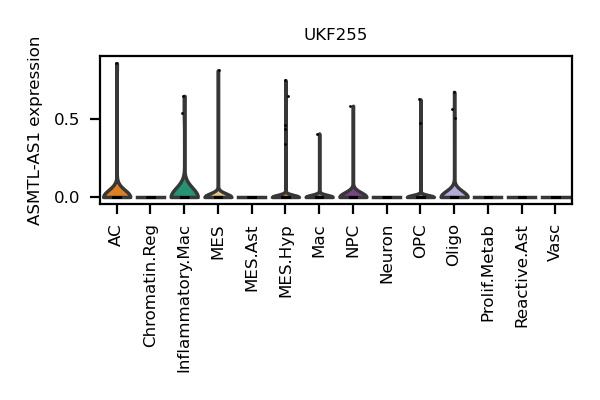 UKF255
ASMTL-AS1 expression
0.5
0.0
AC
Chromatin.Reg
Inflammatory.Mac
MES
MES.Ast
MES.Hyp
Mac
NPC
Neuron
OPC
Oligo
Prolif.Metab
Reactive.Ast
Vasc